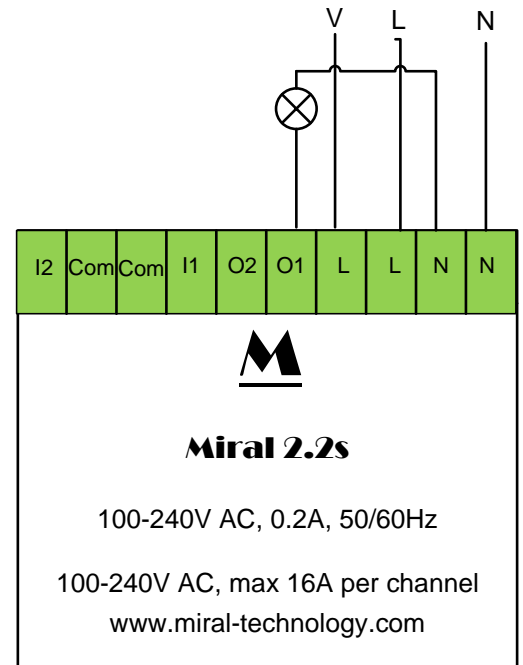 V L N
I2 Com Com I1 O2 O1 L L N N
M
Miral 2.2s
100-240V AC, 0.2A, 50/60Hz
100-240V AC, max 16A per channel
www.miral-technology.com